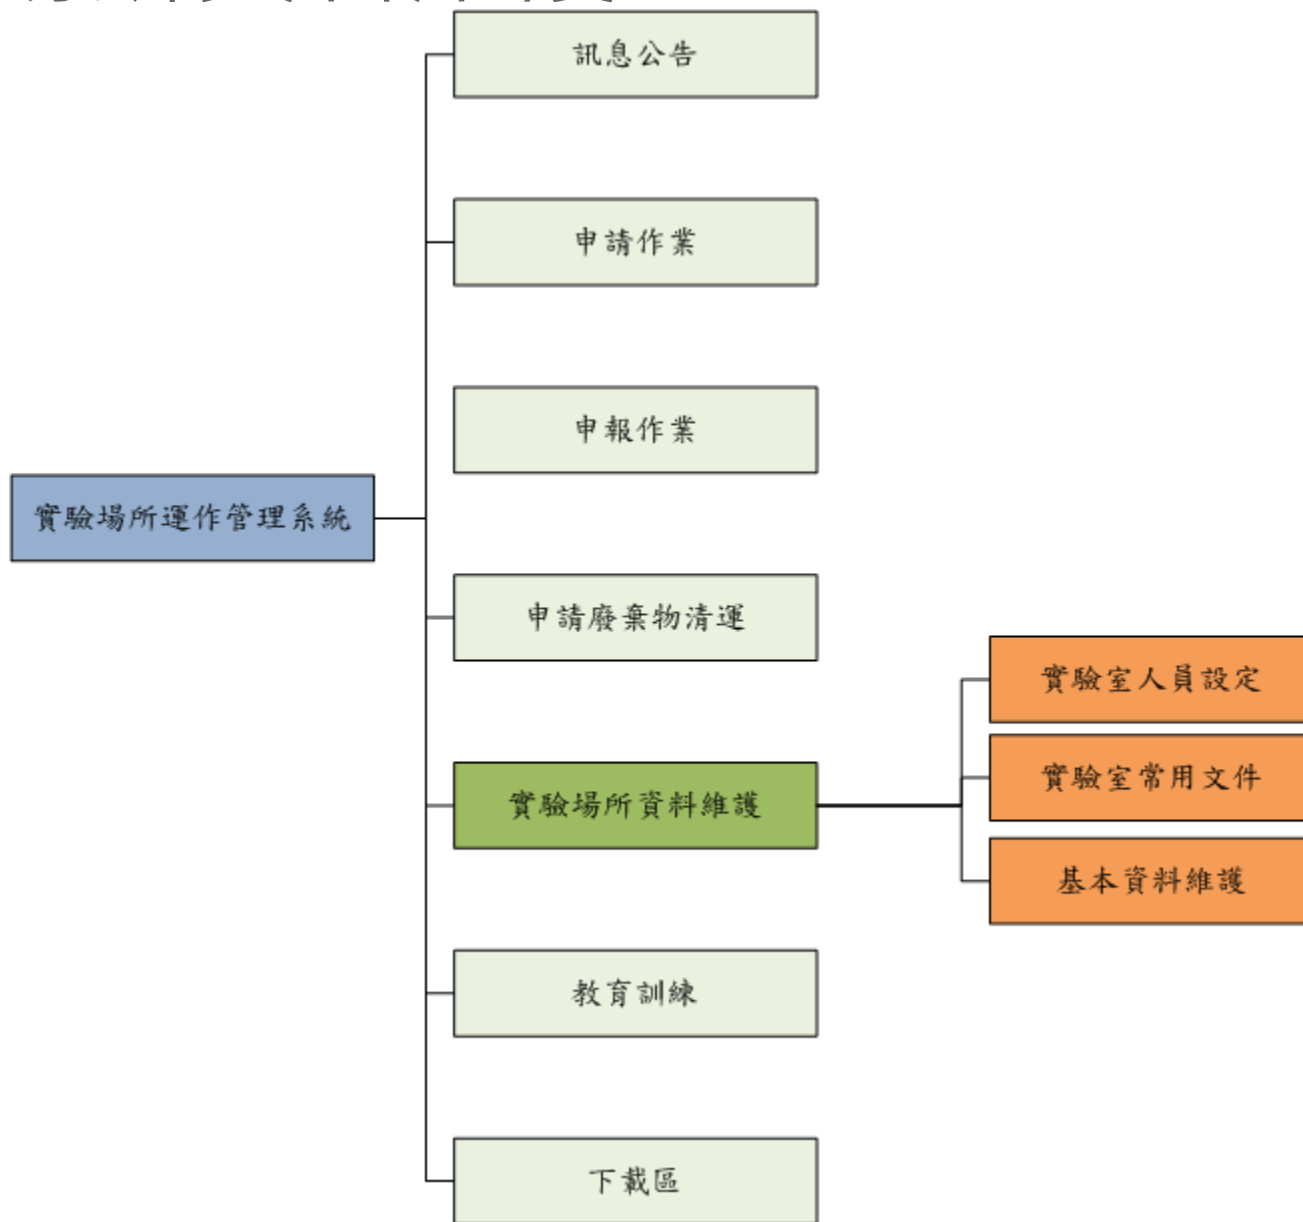 訊息公告
申請作業
申報作業
實驗場所運作管理系統
申請廢棄物清運
實驗室人員設定
實驗室常用文件
實驗場所資料維護
基本資料維護
教育訓練
下載區